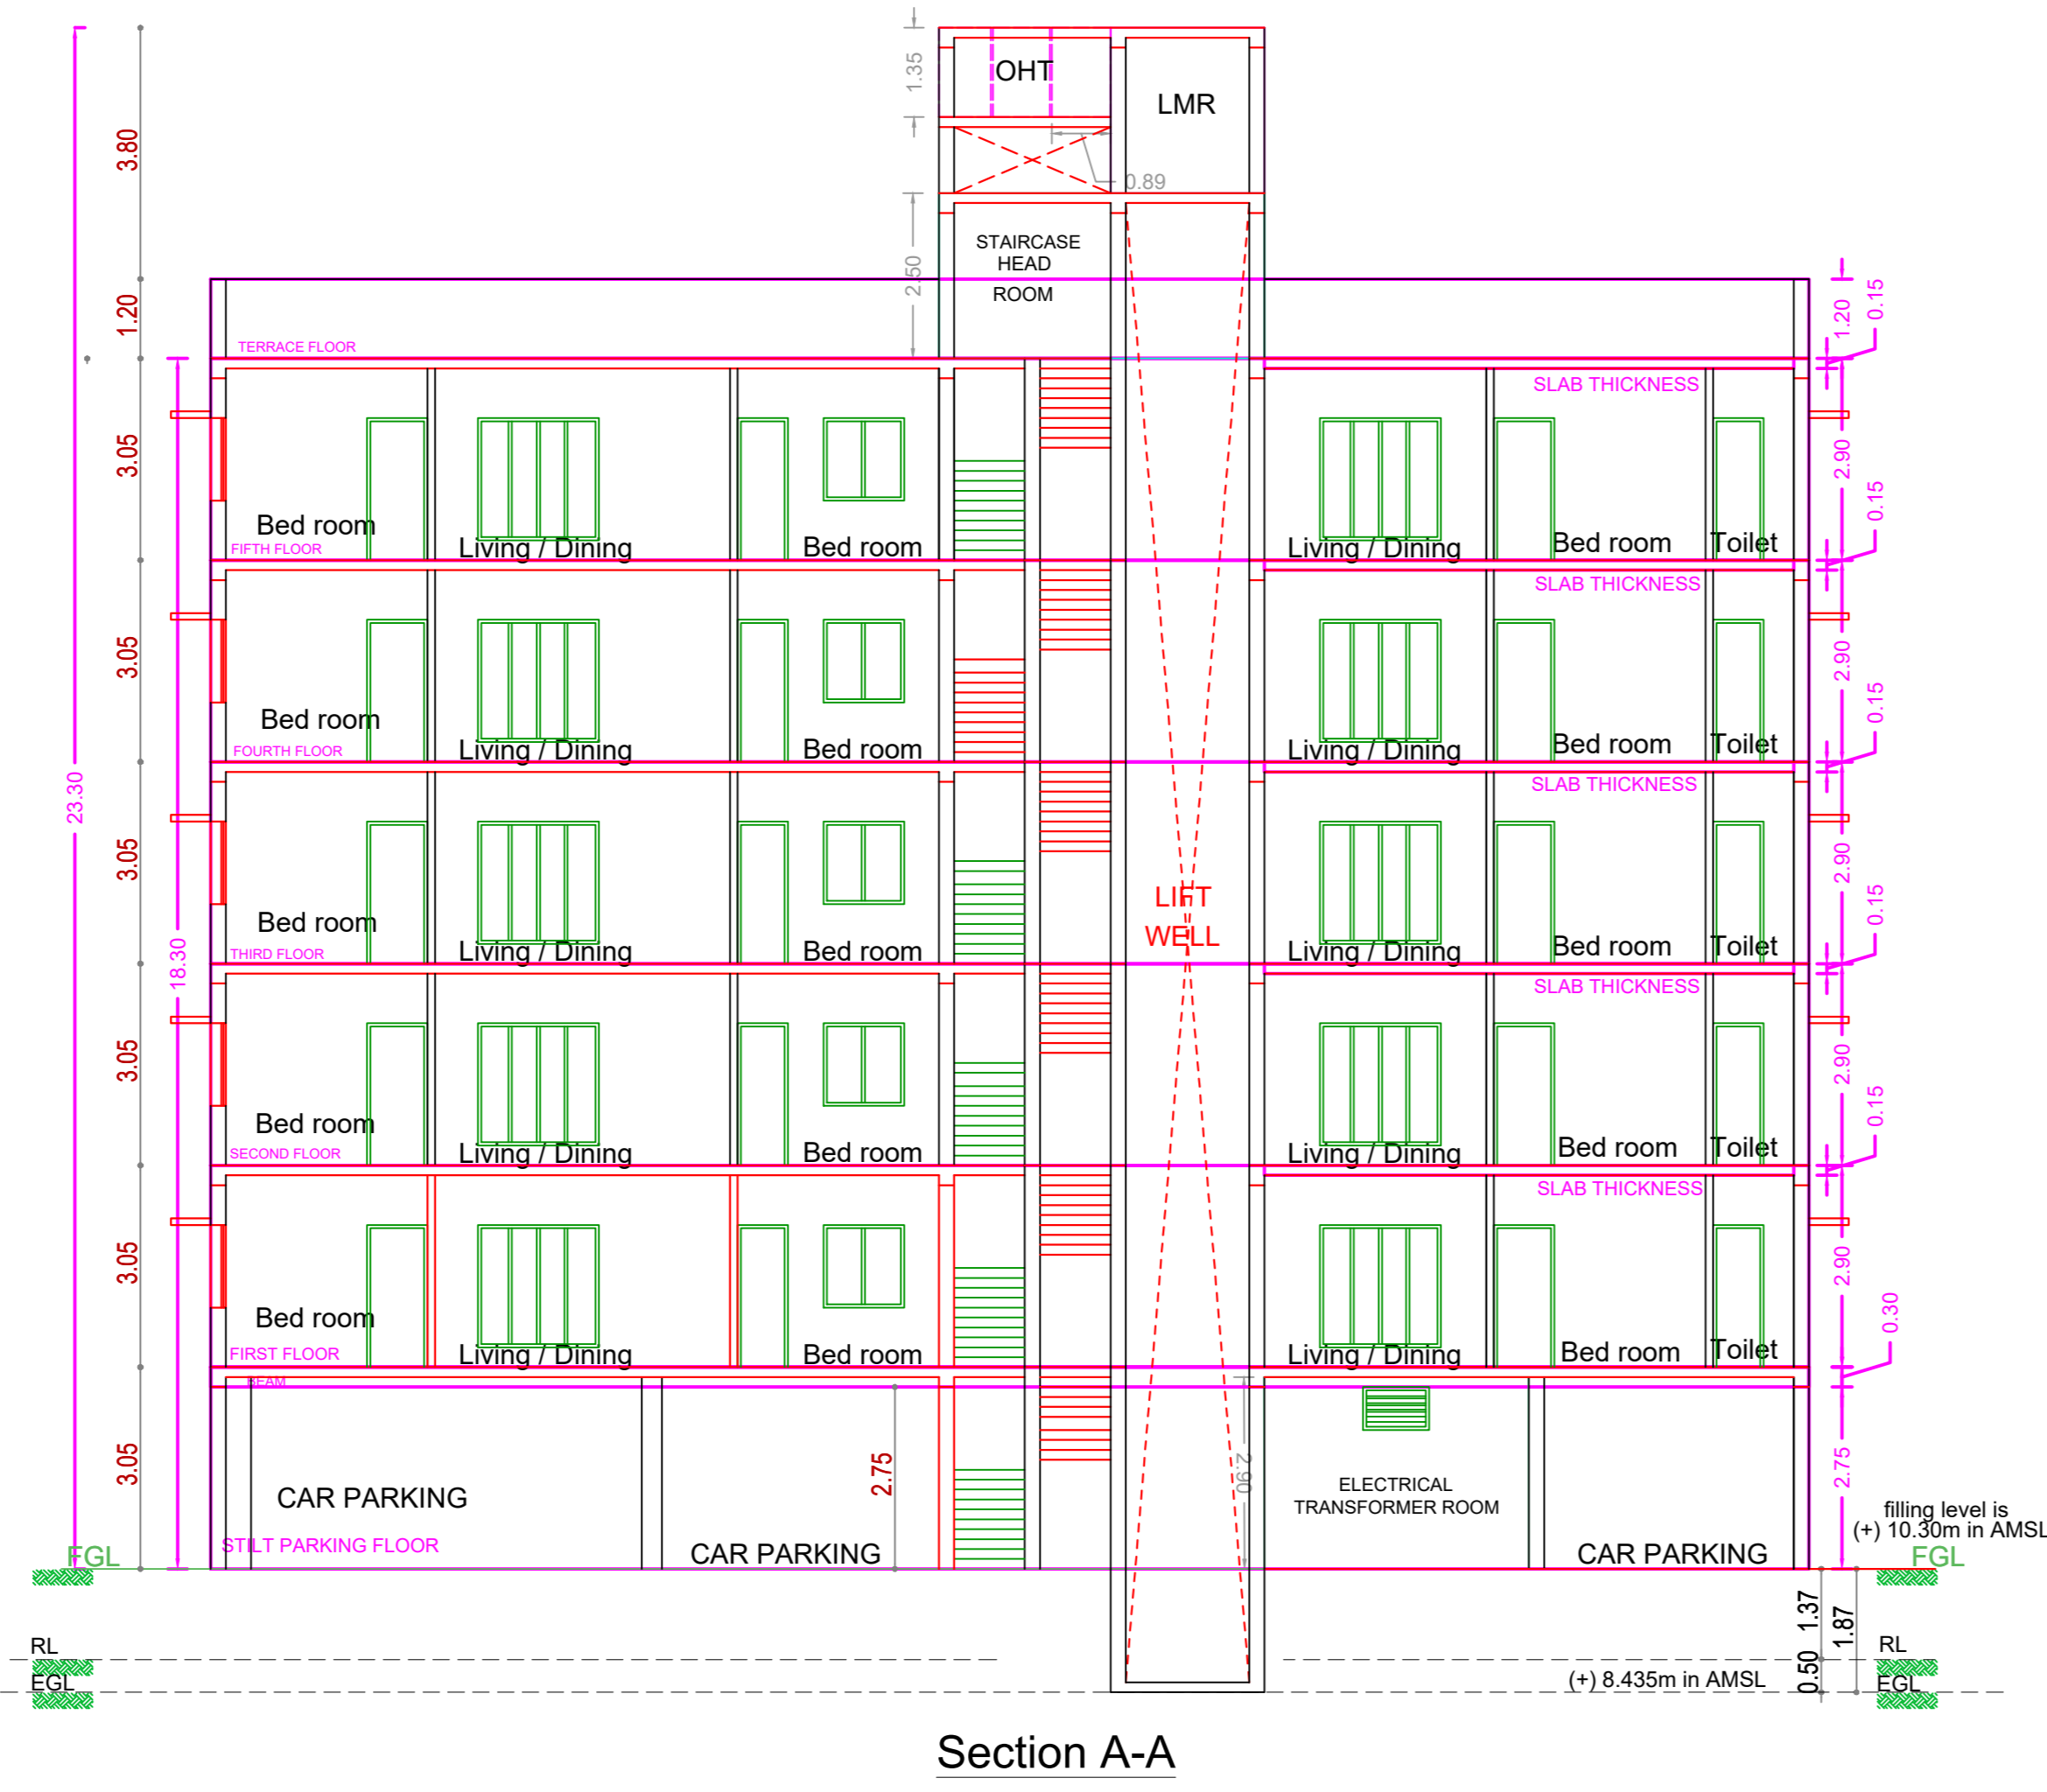 OHT
1.35
LMR
3.80
0.89
STAIRCASE
HEAD
ROOM
2.50
1.20
1.20
0.15
TERRACE FLOOR
SLAB THICKNESS
3.05
2.90
0.15
Bed room
FIFTH FLOOR
Living / Dining
Bed room
Living / Dining
Bed room
Toilet
SLAB THICKNESS
3.05
2.90
0.15
Bed room
FOURTH FLOOR
Living / Dining
Bed room
Living / Dining
Bed room
Toilet
SLAB THICKNESS
23.30
3.05
2.90
0.15
LIFT
WELL
Bed room
THIRD FLOOR
Living / Dining
Bed room
Living / Dining
Bed room
Toilet
18.30
SLAB THICKNESS
3.05
2.90
0.15
Bed room
SECOND FLOOR
Living / Dining
Bed room
Living / Dining
Bed room
Toilet
SLAB THICKNESS
3.05
2.90
0.30
Bed room
FIRST FLOOR
Living / Dining
Bed room
Living / Dining
Bed room
Toilet
BEAM
3.05
2.75
2.90
2.75
ELECTRICAL
TRANSFORMER ROOM
CAR PARKING
STILT PARKING FLOOR
CAR PARKING
CAR PARKING
filling level is
(+) 10.30m in AMSL
FGL
FGL
1.37
1.87
RL
RL
0.50
EGL
(+) 8.435m in AMSL
EGL
Section A-A